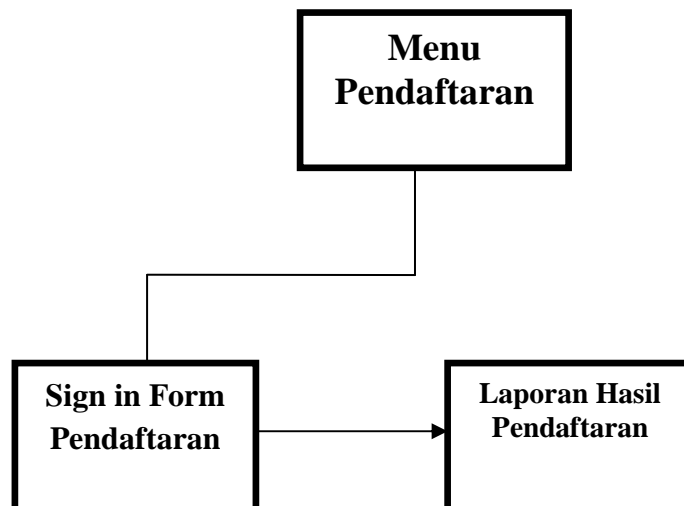 Menu
Pendaftaran
Sign in Form
Pendaftaran
Laporan Hasil
Pendaftaran